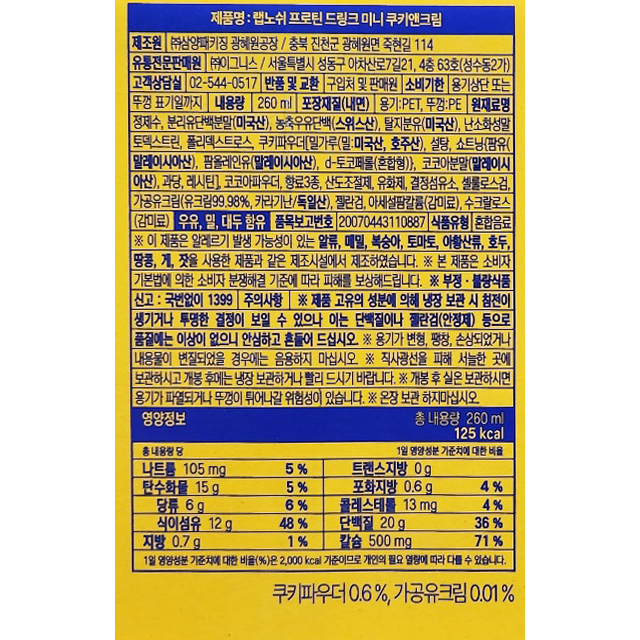 제품명 : 랩노쉬 프로틴 드링크 미니 쿠키앤크림
제조원 ㈜삼양패키징 광혜원공장 / 충북 진천군 광혜원면 죽현길 114
유통전문판매원 ㈜이그니스 / 서울특별시 성동구 아차산로7길21, 4층 63호(성수동2가)
고객상담실 02-544-0517 반품 및 교환 구입처 및 판매원 소비기한 용기상단 또는
뚜껑 표기일까지 내용량 260 ml 포장재질(내면) 용기:PET, 뚜껑:PE 원재료명
정제수, 분리유단백분말(미국산), 농축우유단백(스위스산), 탈지분유(미국산), 난소화성말
토덱스트린, 폴리덱스트로스, 쿠키파우더[밀가루(밀:미국산, 호주산), 설탕, 쇼트닝(팜유(
말레이시아산), 팜올레인유(말레이시아산), d-토코페롤(혼합형)}, 코코아분말(말레이시
아산), 과당, 레시틴], 코코아파우더, 향료3종, 산도조절제, 유화제, 결정섬유소, 셀룰로스검,
가공유크림(유크림99.98%, 카라기난/독일산), 젤란검, 아세설팜칼륨(감미료), 수크랄로스
(감미료) 우유, 밀, 대두 함유 품목보고번호 20070443110887 식품유형 혼합음료
※ 이 제품은 알레르기 발생 가능성이 있는 알류, 메밀, 복숭아, 토마토, 아황산류, 호두,
땅콩, 게, 잣을 사용한 제품과 같은 제조시설에서 제조하였습니다. ※ 본 제품은 소비자
기본법에 의한 소비자 분쟁해결 기준에 따라 피해를 보상해드립니다. ※ 부정 · 불량식품
신고 : 국번없이 1399 주의사항 ※ 제품 고유의 성분에 의해 냉장 보관 시 침전이
생기거나 투명한 결정이 보일 수 있으나 이는 단백질이나 젤란검(안정제) 등으로
품질에는 이상이 없으니 안심하고 흔들어 드십시오. ※ 용기가 변형, 팽창, 손상되었거나
내용물이 변질되었을 경우에는 음용하지 마십시오. ※ 직사광선을 피해 서늘한 곳에
보관하시고 개봉 후에는 냉장 보관하거나 빨리 드시기 바랍니다. ※ 개봉 후 실온 보관하시면
용기가 파열되거나 뚜껑이 튀어나갈 위험성이 있습니다. ※ 온장 보관 하지마십시오.
영양정보 총 내용량 260 ml
125 kcal
총 내용량 당 1일 영양성분 기준치에 대한 비율
나트륨 105 mg 5 % 트랜스지방 0 g
탄수화물 15 g 5 % 포화지방 0.6 g 4 %
당류 6 g 6 % 콜레스테롤 13 mg 4 %
식이섬유 12 g 48 % 단백질 20 g 36 %
지방 0.7 g 1 % 칼슘 500 mg 71 %
1일 영양성분 기준치에 대한 비율(%)은 2,000 kcal 기준이므로 개인의 필요 열량에 따라 다를 수 있습니다.
쿠키파우더 0.6 %, 가공유크림 0.01 %